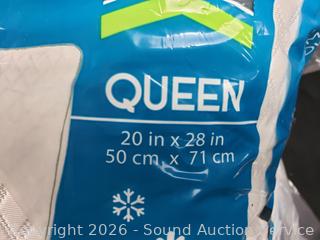 QUEEN
20 in x 28 in
50 cm x 71 cm
Copyright 2026 - Sound Auction Service